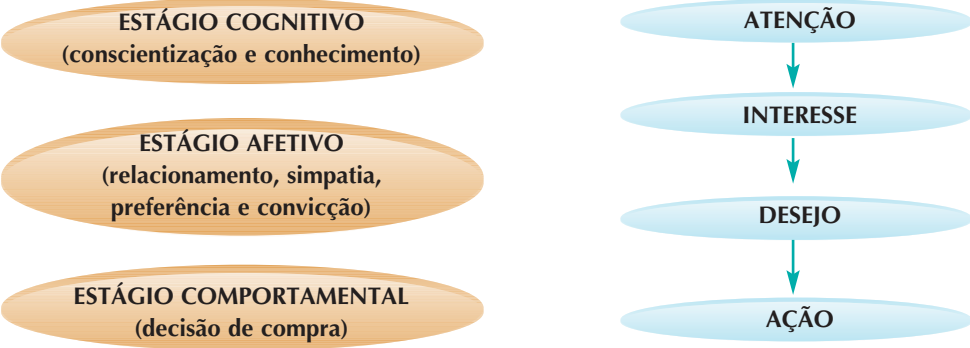 ESTÁGIO COGNITIVO
(conscientização e conhecimento)
ESTÁGIO AFETIVO
(relacionamento, simpatia,
preferência e convicção)
ESTÁGIO COMPORTAMENTAL
(decisão de compra)
ATENÇÃO
INTERESSE
DESEJO
AÇÃO